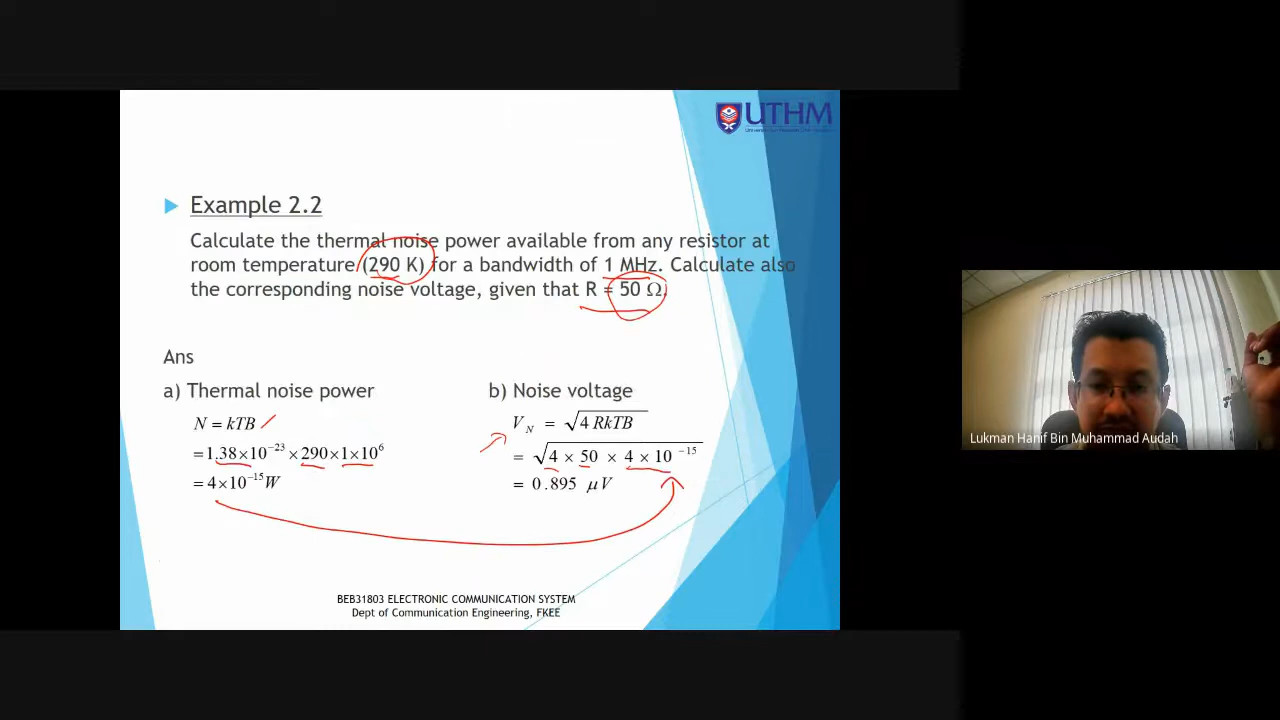 UTHM
Example 2.2
Calculate the thermal noise power available from any resistor at
room temperature (290 K) for a bandwidth of 1 MHz. Calculate also
the corresponding noise voltage, given that R = 50 Ω.
Ans
a) Thermal noise power
N = kTB
= 1.38×10⁻²³×290×1×10⁶
= 4×10⁻¹⁵W
b) Noise voltage
V_N = √4 RkTB
= √4 × 50 × 4 × 10⁻¹⁵
= 0.895 μV
BEB31803 ELECTRONIC COMMUNICATION SYSTEM
Dept of Communication Engineering, FKEE
Lukman Hanif Bin Muhammad Audah